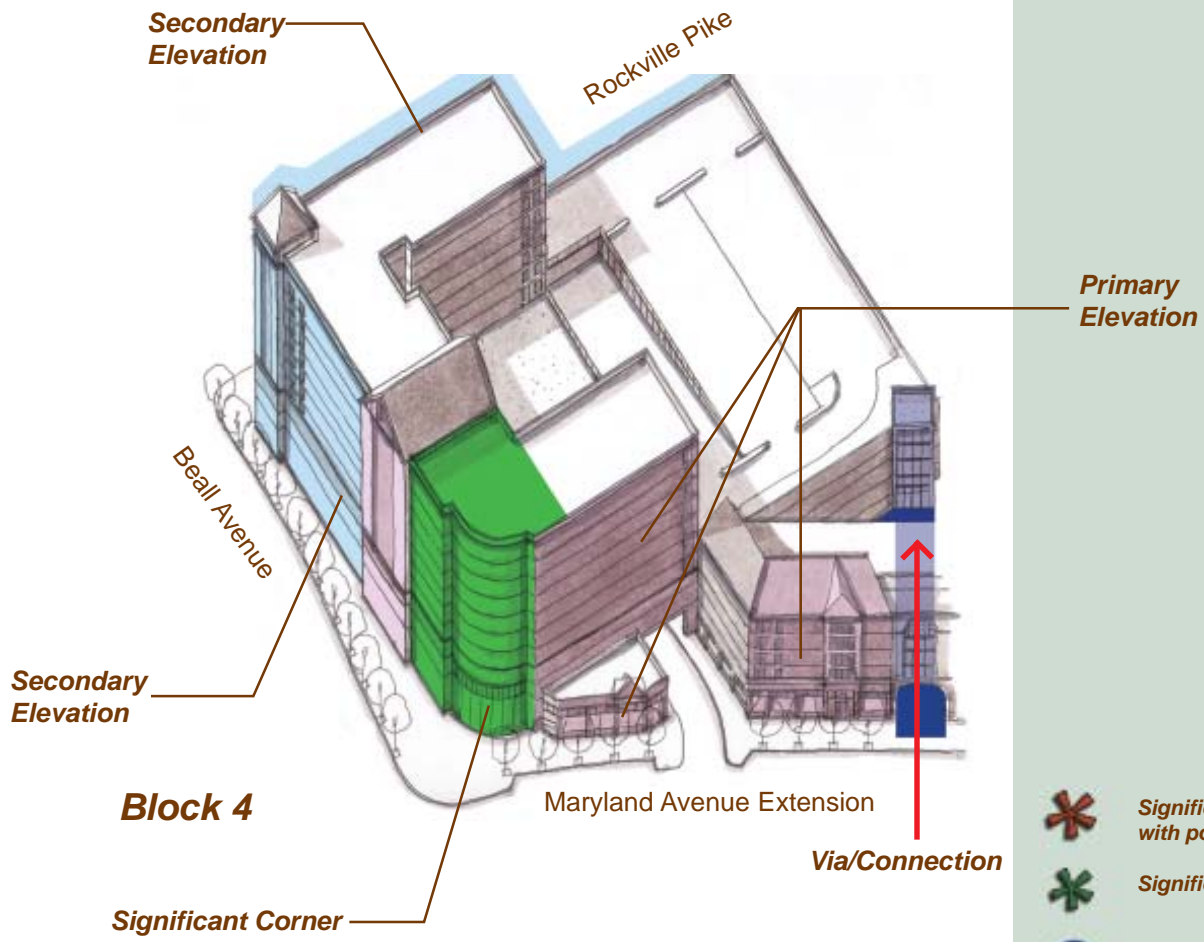 Secondary
Elevation
Rockville Pike
Primary
Elevation
Beall Avenue
Secondary
Elevation
Block 4
Maryland Avenue Extension
Via/Connection
Significant Corner
with